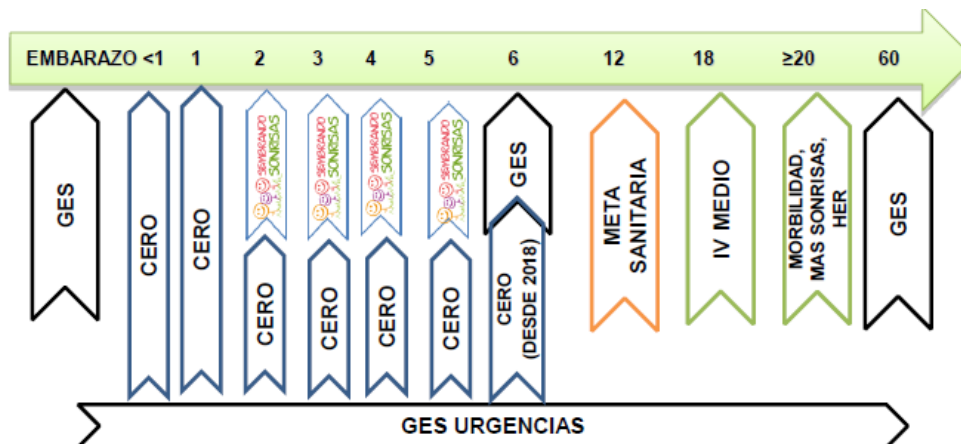 EMBARAZO <1 1 2 3 4 5 6 12 18 ≥20 60
GES
CERO
CERO
SEMBRANDO
SONRISAS
CERO
SEMBRANDO
SONRISAS
CERO
SEMBRANDO
SONRISAS
CERO
SEMBRANDO
SONRISAS
CERO
GES
CERO
(DESDE 2018)
META
SANITARIA
IV MEDIO
MORBILIDAD,
MAS SONRISAS,
HER
GES
GES URGENCIAS